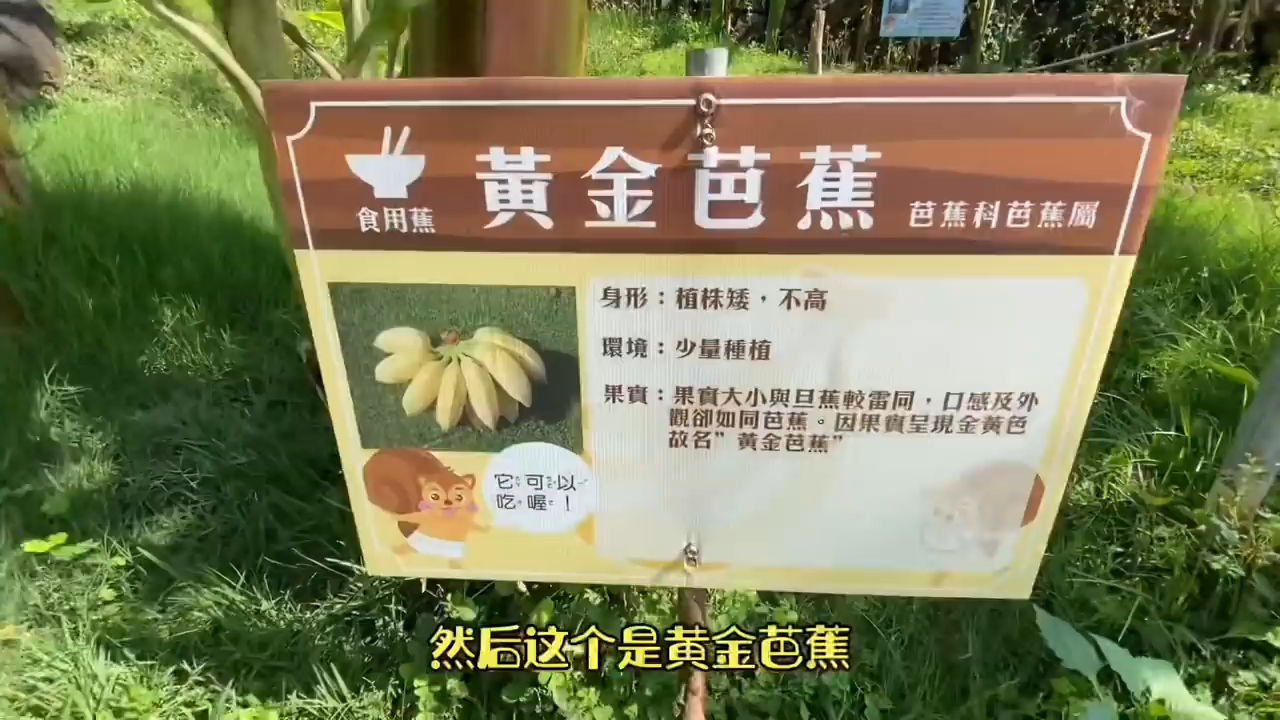 食用蕉
黃金芭蕉
芭蕉科芭蕉屬
身形：植株矮，不高
環境：少量種植
果實：果實大小與旦蕉較雷同，口感及外
觀卻如同芭蕉。因果實呈現金黃色
故名”黃金芭蕉”
它可以
吃喔！
然后这个是黄金芭蕉